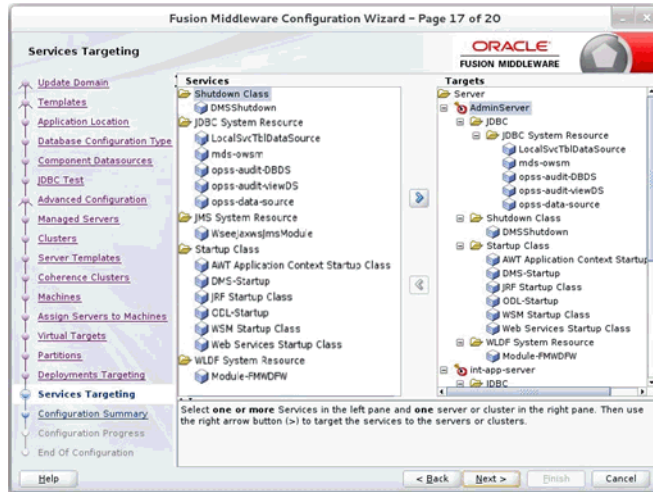 Fusion Middleware Configuration Wizard - Page 17 of 20
Services Targeting
ORACLE
FUSION MIDDLEWARE
Update Domain
Templates
Application Location
Database Configuration Type
Component Datasources
JDBC Test
Advanced Configuration
Managed Servers
Clusters
Server Templates
Coherence Clusters
Machines
Assign Servers to Machines
Virtual Targets
Partitions
Deployments Targeting
Services Targeting
Configuration Summary
Configuration Progress
End Of Configuration
Services
Shutdown Class
DMSShutdown
JDBC System Resource
LocalSvcTblDataSource
mds-owsm
opss-audit-DBDS
opss-audit-viewDS
opss-data-source
JMS System Resource
WseeJaxwsJmsModule
Startup Class
AWT Application Context Startup Class
DMS-Startup
JRF Startup Class
ODL-Startup
WSM Startup Class
Web Services Startup Class
WLDF System Resource
Module-FMWDFW
Targets
Server
AdminServer
JDBC
JDBC System Resource
LocalSvcTblDataSource
mds-owsm
opss-audit-DBDS
opss-audit-viewDS
opss-data-source
Shutdown Class
DMSShutdown
Startup Class
AWT Application Context Startup
DMS-Startup
JRF Startup Class
ODL-Startup
WSM Startup Class
Web Services Startup Class
WLDF System Resource
Module-FMWDFW
int-app-server
JDBC
Select one or more Services in the left pane and one server or cluster in the right pane. Then use
the right arrow button (>) to target the services to the servers or clusters.
Help
< Back
Next >
Finish
Cancel